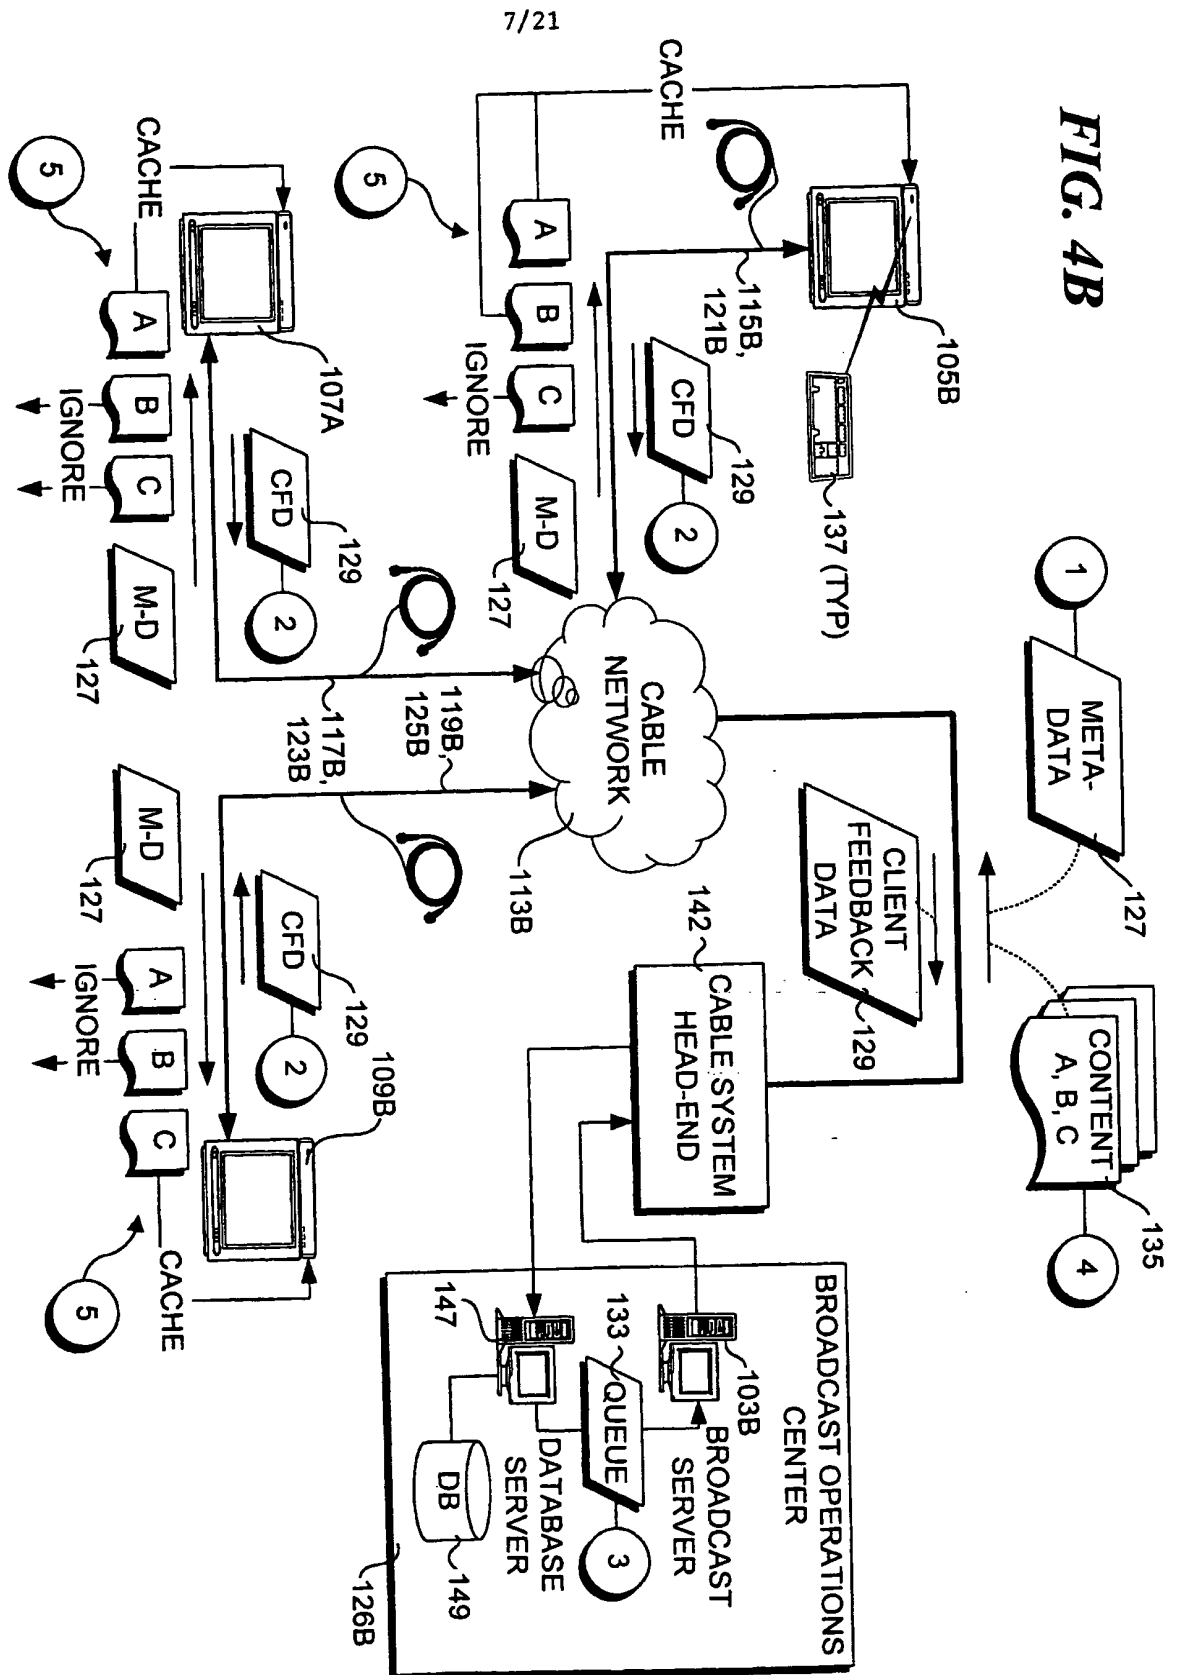 7/21
FIG. 4B
1
META-
DATA
127
CONTENT
A, B, C
135
4
137 (TYP)
105B
115B,
121B
CACHE
A
B
C
IGNORE
5
CFD
129
2
M-D
127
CLIENT
FEEDBACK
DATA
129
CABLE
NETWORK
113B
142
CABLE SYSTEM
HEAD-END
BROADCAST OPERATIONS
CENTER
103B
BROADCAST
SERVER
133
QUEUE
3
147
DATABASE
SERVER
DB
149
126B
119B,
125B
117B,
123B
107A
CACHE
A
B
C
IGNORE
5
CFD
129
2
M-D
127
M-D
127
CFD
129
2
109B
A
B
C
IGNORE
CACHE
5